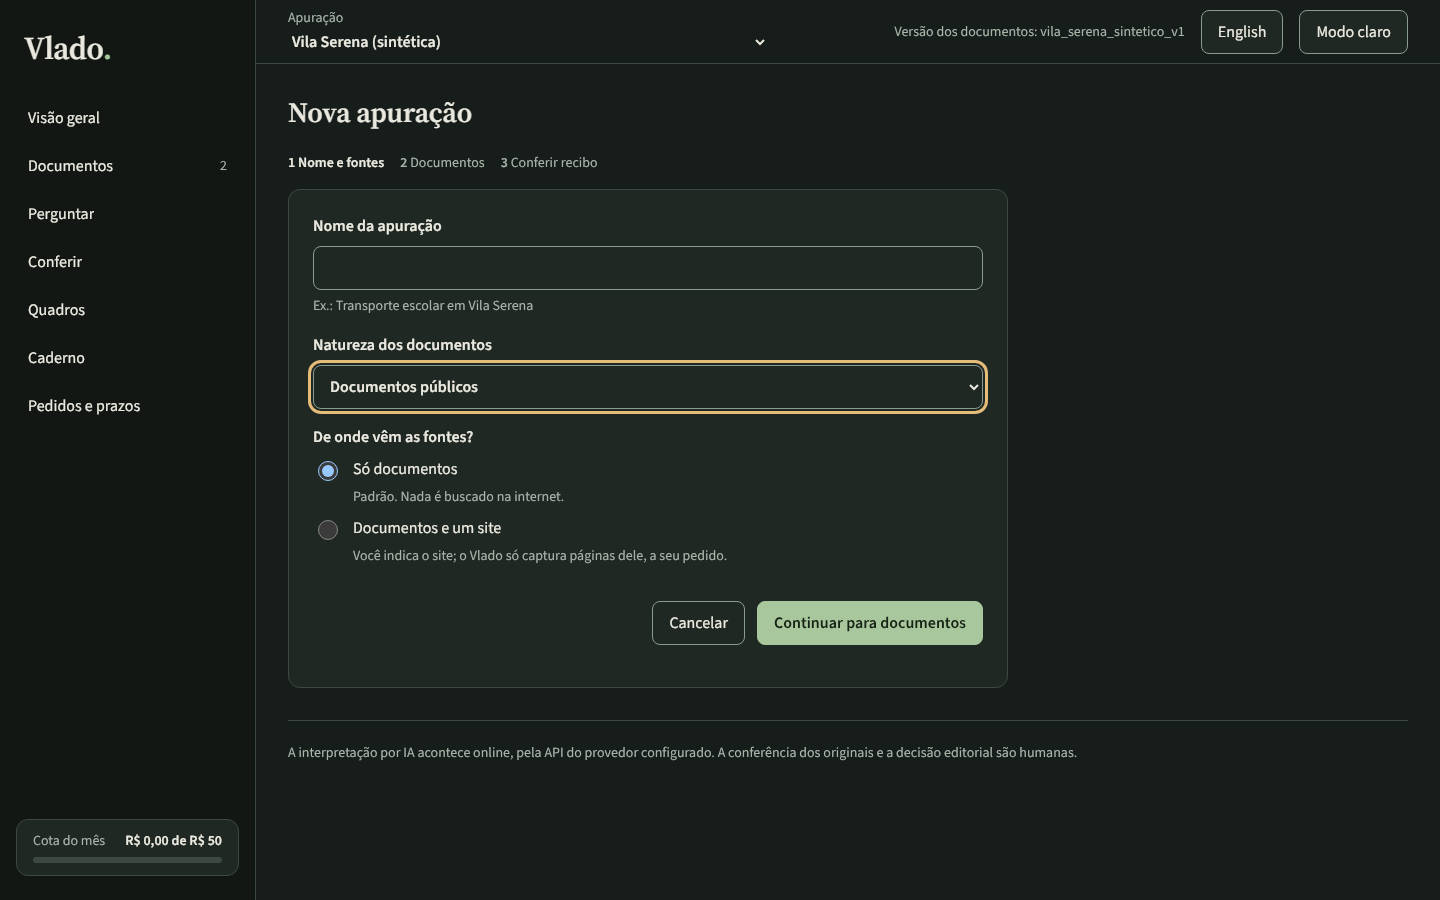 Vlado.
Visão geral
Documentos 2
Perguntar
Conferir
Quadros
Caderno
Pedidos e prazos
Cota do mês R$ 0,00 de R$ 50
Apuração
Vila Serena (sintética)
Versão dos documentos: vila_serena_sintetico_v1
English
Modo claro
Nova apuração
1 Nome e fontes 2 Documentos 3 Conferir recibo
Nome da apuração
Ex.: Transporte escolar em Vila Serena
Natureza dos documentos
Documentos públicos
De onde vêm as fontes?
Só documentos
Padrão. Nada é buscado na internet.
Documentos e um site
Você indica o site; o Vlado só captura páginas dele, a seu pedido.
Cancelar
Continuar para documentos
A interpretação por IA acontece online, pela API do provedor configurado. A conferência dos originais e a decisão editorial são humanas.